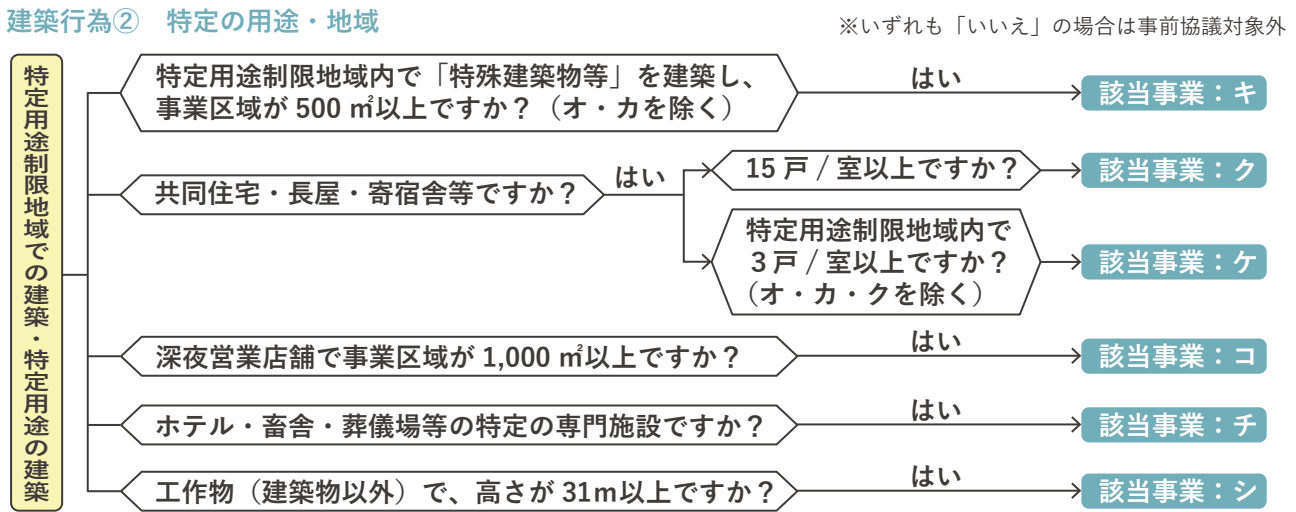 建築行為② 特定の用途・地域
※いずれも「いいえ」の場合は事前協議対象外
特定用途制限地域での建築・特定用途の建築
特定用途制限地域内で「特殊建築物等」を建築し、
事業区域が 500 ㎡以上ですか？（オ・カを除く）
はい
該当事業：キ
共同住宅・長屋・寄宿舎等ですか？
はい
15 戸 / 室以上ですか？
該当事業：ク
特定用途制限地域内で
３戸 / 室以上ですか？
（オ・カ・クを除く）
該当事業：ケ
深夜営業店舗で事業区域が 1,000 ㎡以上ですか？
はい
該当事業：コ
ホテル・畜舎・葬儀場等の特定の専門施設ですか？
はい
該当事業：チ
工作物（建築物以外）で、高さが 31ｍ以上ですか？
はい
該当事業：シ